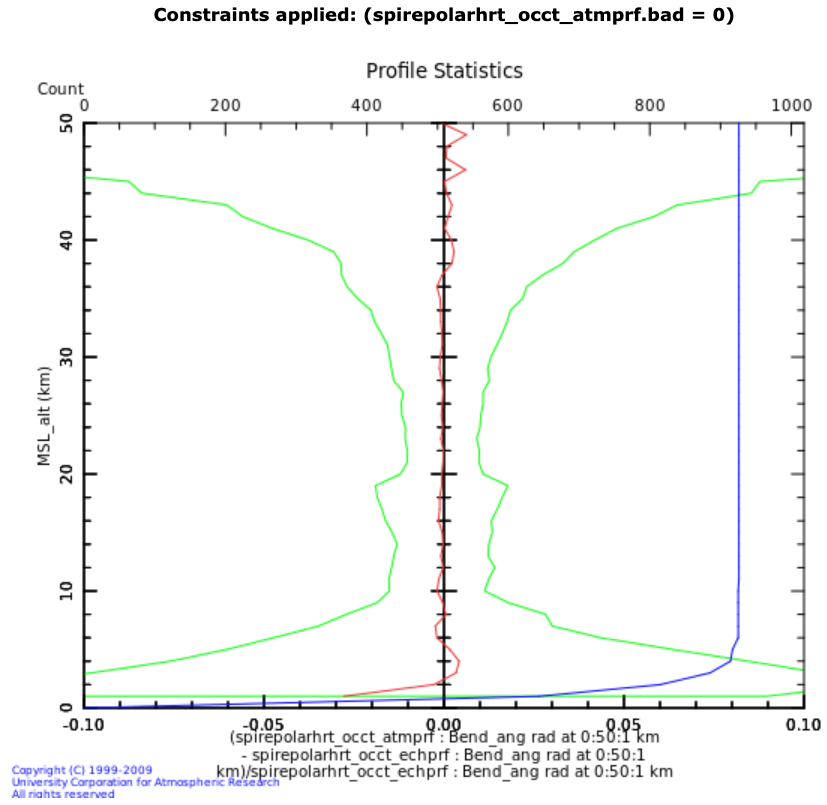 Constraints applied: (spirepolarhrt_occt_atmprf.bad = 0)
Profile Statistics
Count
0 200 400 600 800 1000
50
40
30
20
10
0
MSL_alt (km)
-0.10 -0.05 0.00 0.05 0.10
(spirepolarhrt_occt_atmprf : Bend_ang rad at 0:50:1 km
- spirepolarhrt_occt_echprf : Bend_ang rad at 0:50:1
km)/spirepolarhrt_occt_echprf : Bend_ang rad at 0:50:1 km
Copyright (C) 1999-2009
University Corporation for Atmospheric Research
All rights reserved